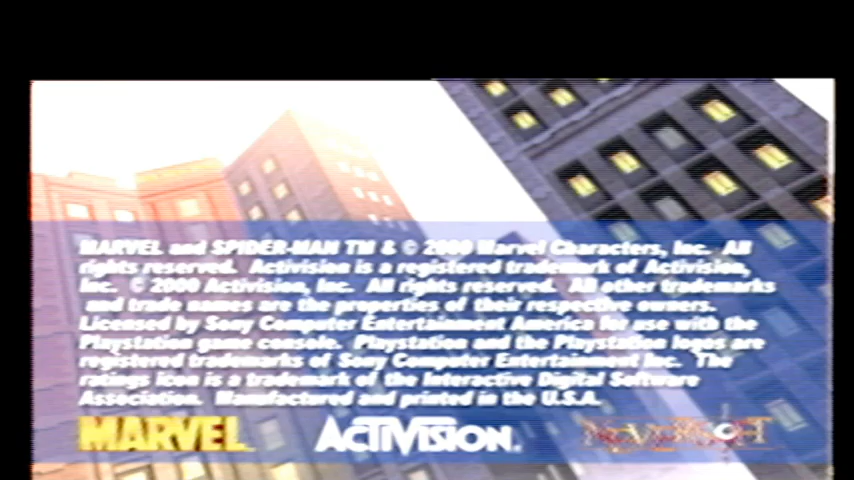 MARVEL and SPIDER-MAN TM & © 2000 Marvel Characters, Inc. All
rights reserved. Activision is a registered trademark of Activision,
Inc. © 2000 Activision, Inc. All rights reserved. All other trademarks
and trade names are the properties of their respective owners.
Licensed by Sony Computer Entertainment America for use with the
Playstation game console. Playstation and the Playstation logos are
registered trademarks of Sony Computer Entertainment Inc. The
ratings icon is a trademark of the Interactive Digital Software
Association. Manufactured and printed in the U.S.A.
MARVEL ACTIVISION. NEVERSOFT